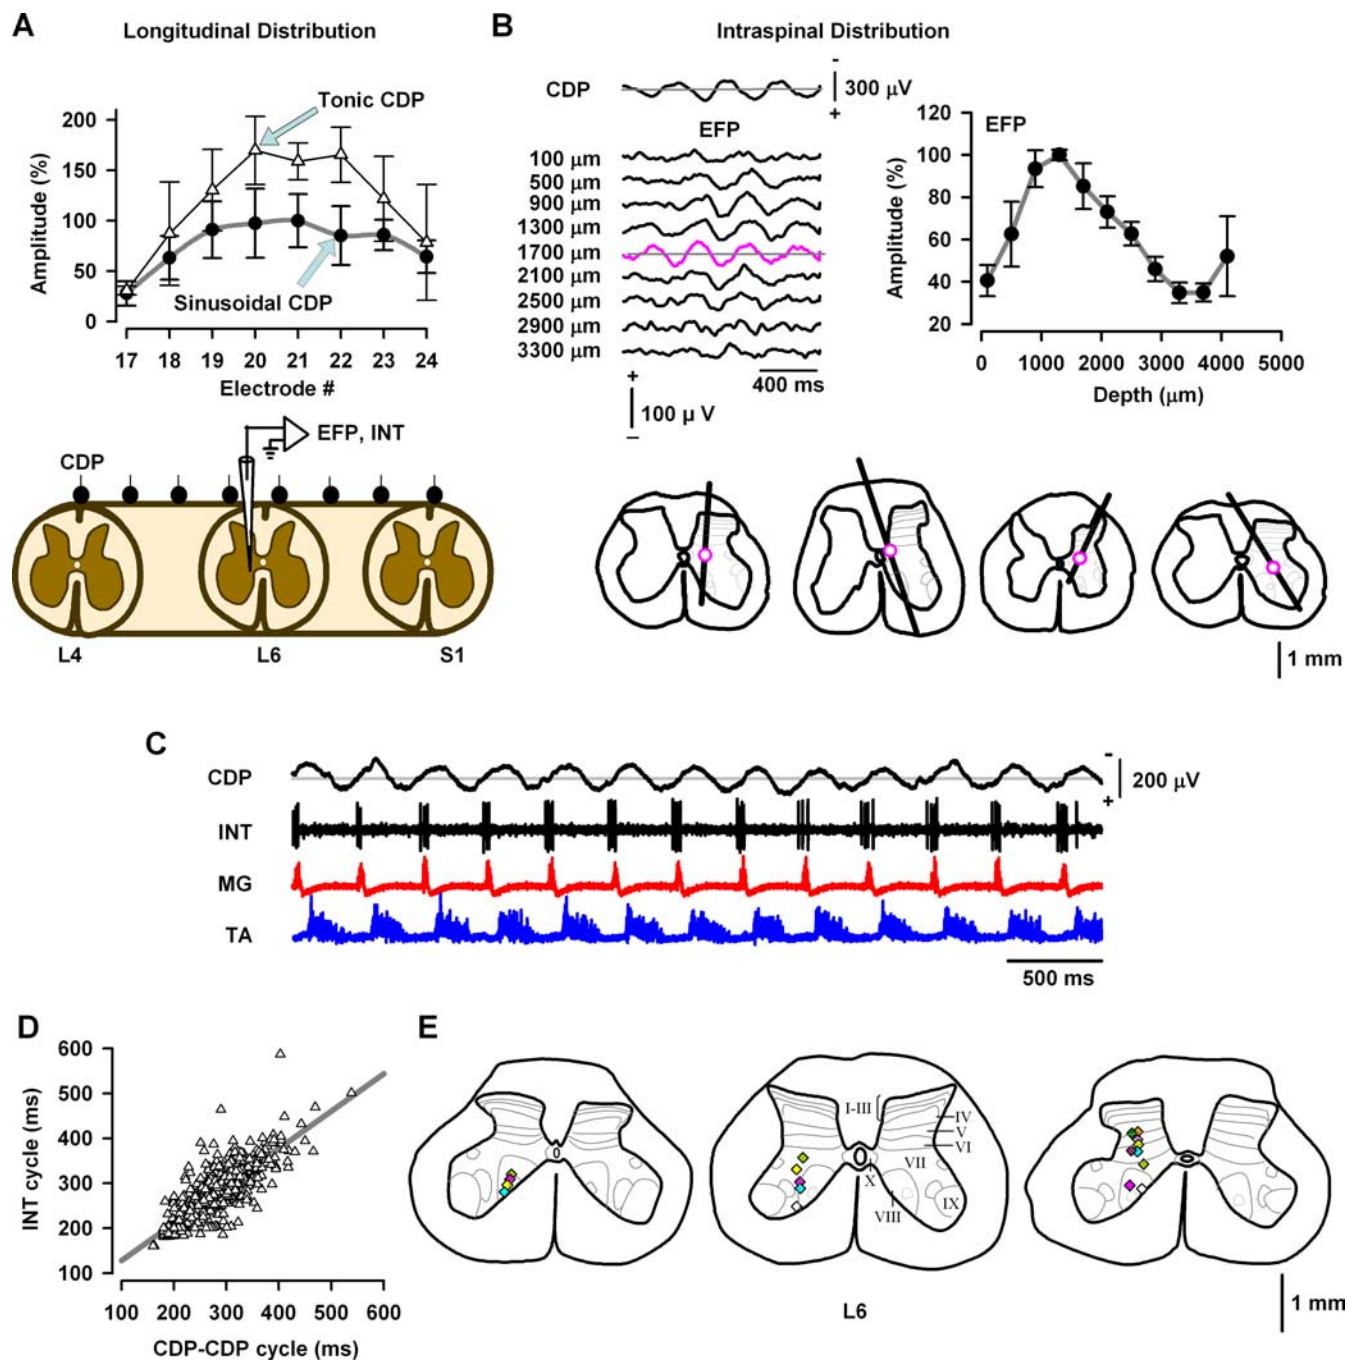 A
Longitudinal Distribution
Tonic CDP
Sinusoidal CDP
Amplitude (%)
200
150
100
50
0
17 18 19 20 21 22 23 24
Electrode #
EFP, INT
CDP
L4 L6 S1
B
Intraspinal Distribution
CDP
-
300 µV
+
EFP
100 µm
500 µm
900 µm
1300 µm
1700 µm
2100 µm
2500 µm
2900 µm
3300 µm
400 ms
+
100 µ V
–
EFP
Amplitude (%)
120
100
80
60
40
20
0 1000 2000 3000 4000 5000
Depth (µm)
1 mm
C
CDP
-
200 µV
+
INT
MG
TA
500 ms
D
INT cycle (ms)
600
500
400
300
200
100
100 200 300 400 500 600
CDP-CDP cycle (ms)
E
I-III
IV
V
VI
VII
X
VIII
IX
L6
1 mm